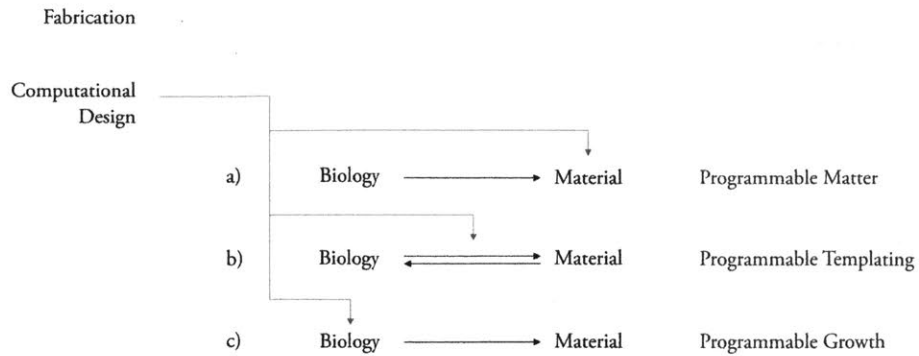 Fabrication
Computational
Design
a) Biology Material Programmable Matter
b) Biology Material Programmable Templating
c) Biology Material Programmable Growth